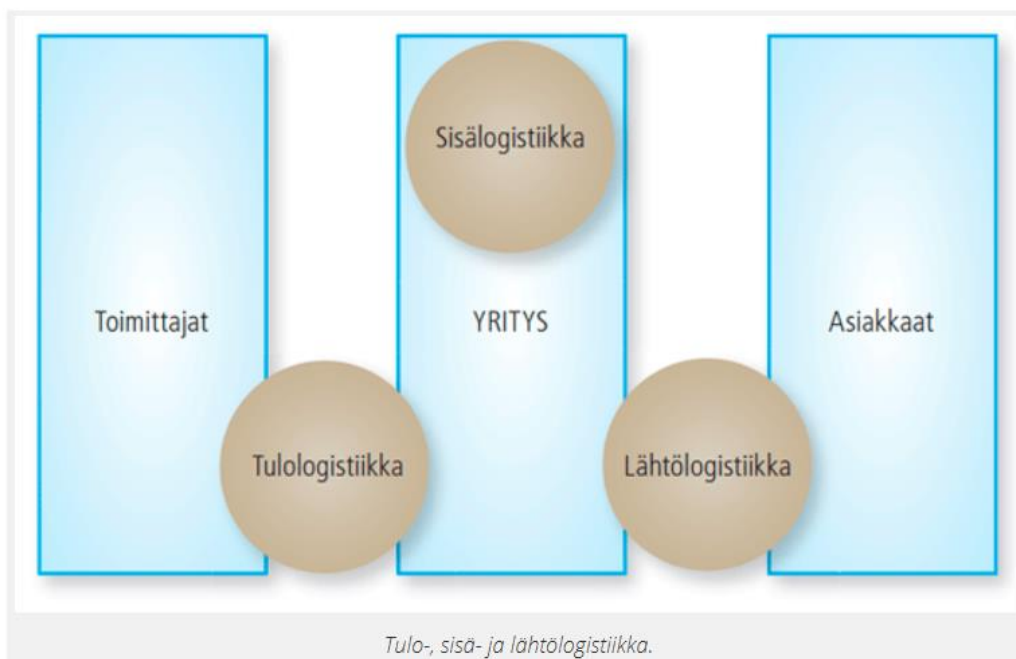 Sisälogistiikka
Toimittajat
YRITYS
Asiakkaat
Tulologistiikka
Lähtölogistiikka
Tulo-, sisä- ja lähtölogistiikka.